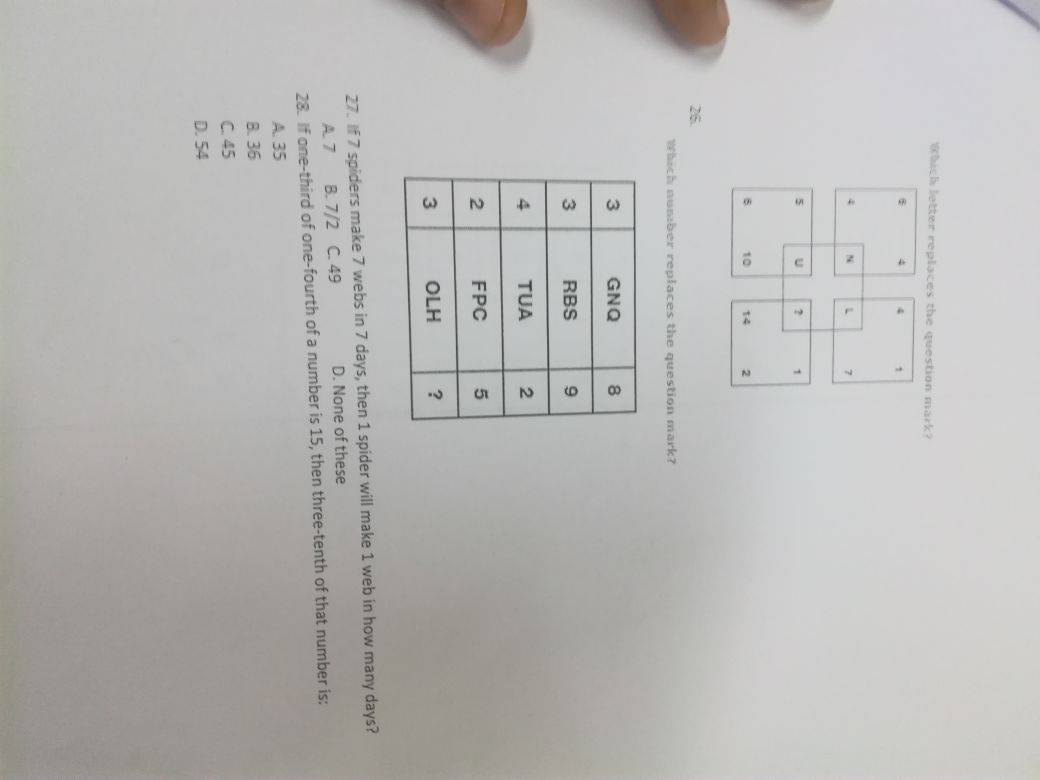 Which letter replaces the question mark?
6 4 4 1
4 N L 7
5 U ? 1
6 10 14 2
26.
Which number replaces the question mark?
3 GNQ 8
3 RBS 9
4 TUA 2
2 FPC 5
3 OLH ?
27. If 7 spiders make 7 webs in 7 days, then 1 spider will make 1 web in how many days?
A. 7 B. 7/2 C. 49 D. None of these
28. If one-third of one-fourth of a number is 15, then three-tenth of that number is:
A. 35
B. 36
C. 45
D. 54